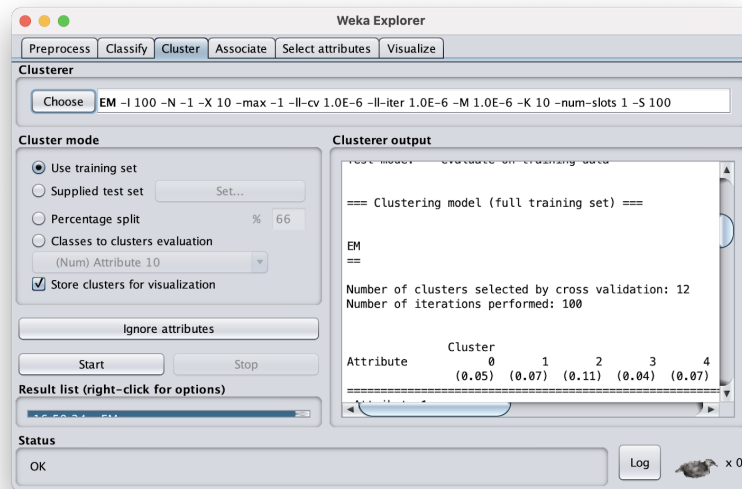 Weka Explorer
Preprocess Classify Cluster Associate Select attributes Visualize
Clusterer
Choose EM -I 100 -N -1 -X 10 -max -1 -ll-cv 1.0E-6 -ll-iter 1.0E-6 -M 1.0E-6 -K 10 -num-slots 1 -S 100
Cluster mode
Use training set
Supplied test set Set...
Percentage split % 66
Classes to clusters evaluation
(Num) Attribute 10
Store clusters for visualization
Ignore attributes
Start Stop
Result list (right-click for options)
Clusterer output
=== Clustering model (full training set) ===
EM
==
Number of clusters selected by cross validation: 12
Number of iterations performed: 100
Cluster
Attribute 0 1 2 3 4
(0.05) (0.07) (0.11) (0.04) (0.07)
Status
OK
Log
x 0